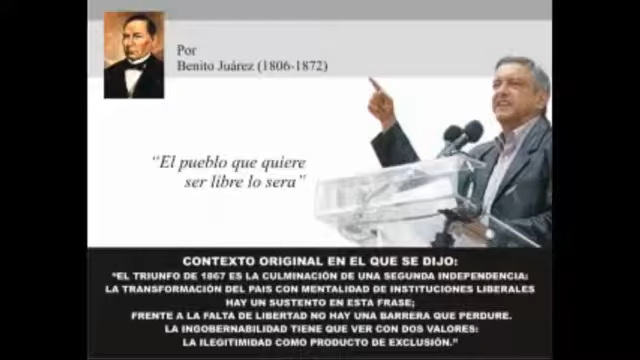 Por
Benito Juárez (1806-1872)
“El pueblo que quiere
ser libre lo sera”
CONTEXTO ORIGINAL EN EL QUE SE DIJO:
“EL TRIUNFO DE 1867 ES LA CULMINACIÓN DE UNA SEGUNDA INDEPENDENCIA:
LA TRANSFORMACIÓN DEL PAIS CON MENTALIDAD DE INSTITUCIONES LIBERALES
HAY UN SUSTENTO EN ESTA FRASE;
FRENTE A LA FALTA DE LIBERTAD NO HAY UNA BARRERA QUE PERDURE.
LA INGOBERNABILIDAD TIENE QUE VER CON DOS VALORES:
LA ILEGITIMIDAD COMO PRODUCTO DE EXCLUSIÓN.”